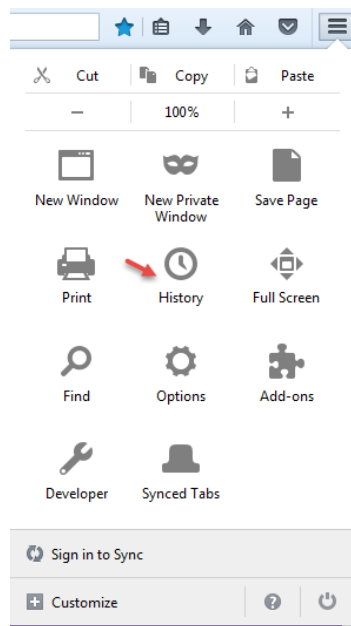 Cut Copy Paste
− 100% +
New Window New Private Window Save Page
Print History Full Screen
Find Options Add-ons
Developer Synced Tabs
Sign in to Sync
Customize